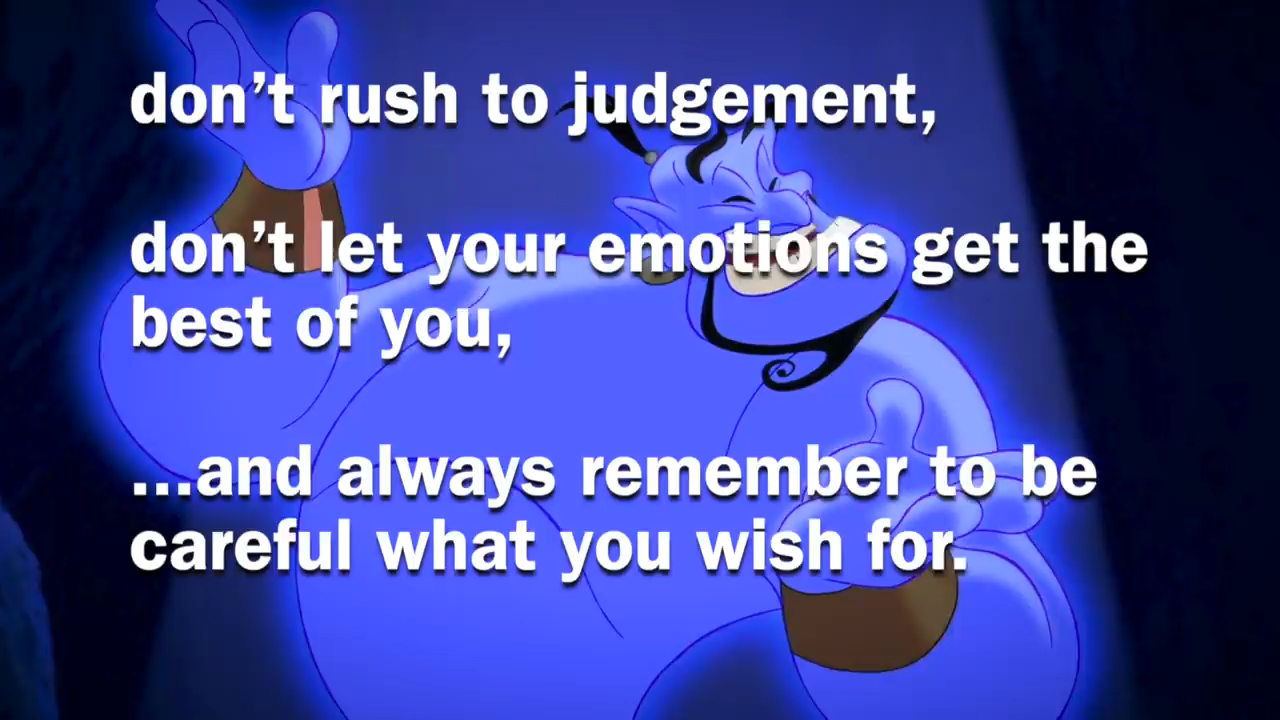 don’t rush to judgement,
don’t let your emotions get the
best of you,
...and always remember to be
careful what you wish for.